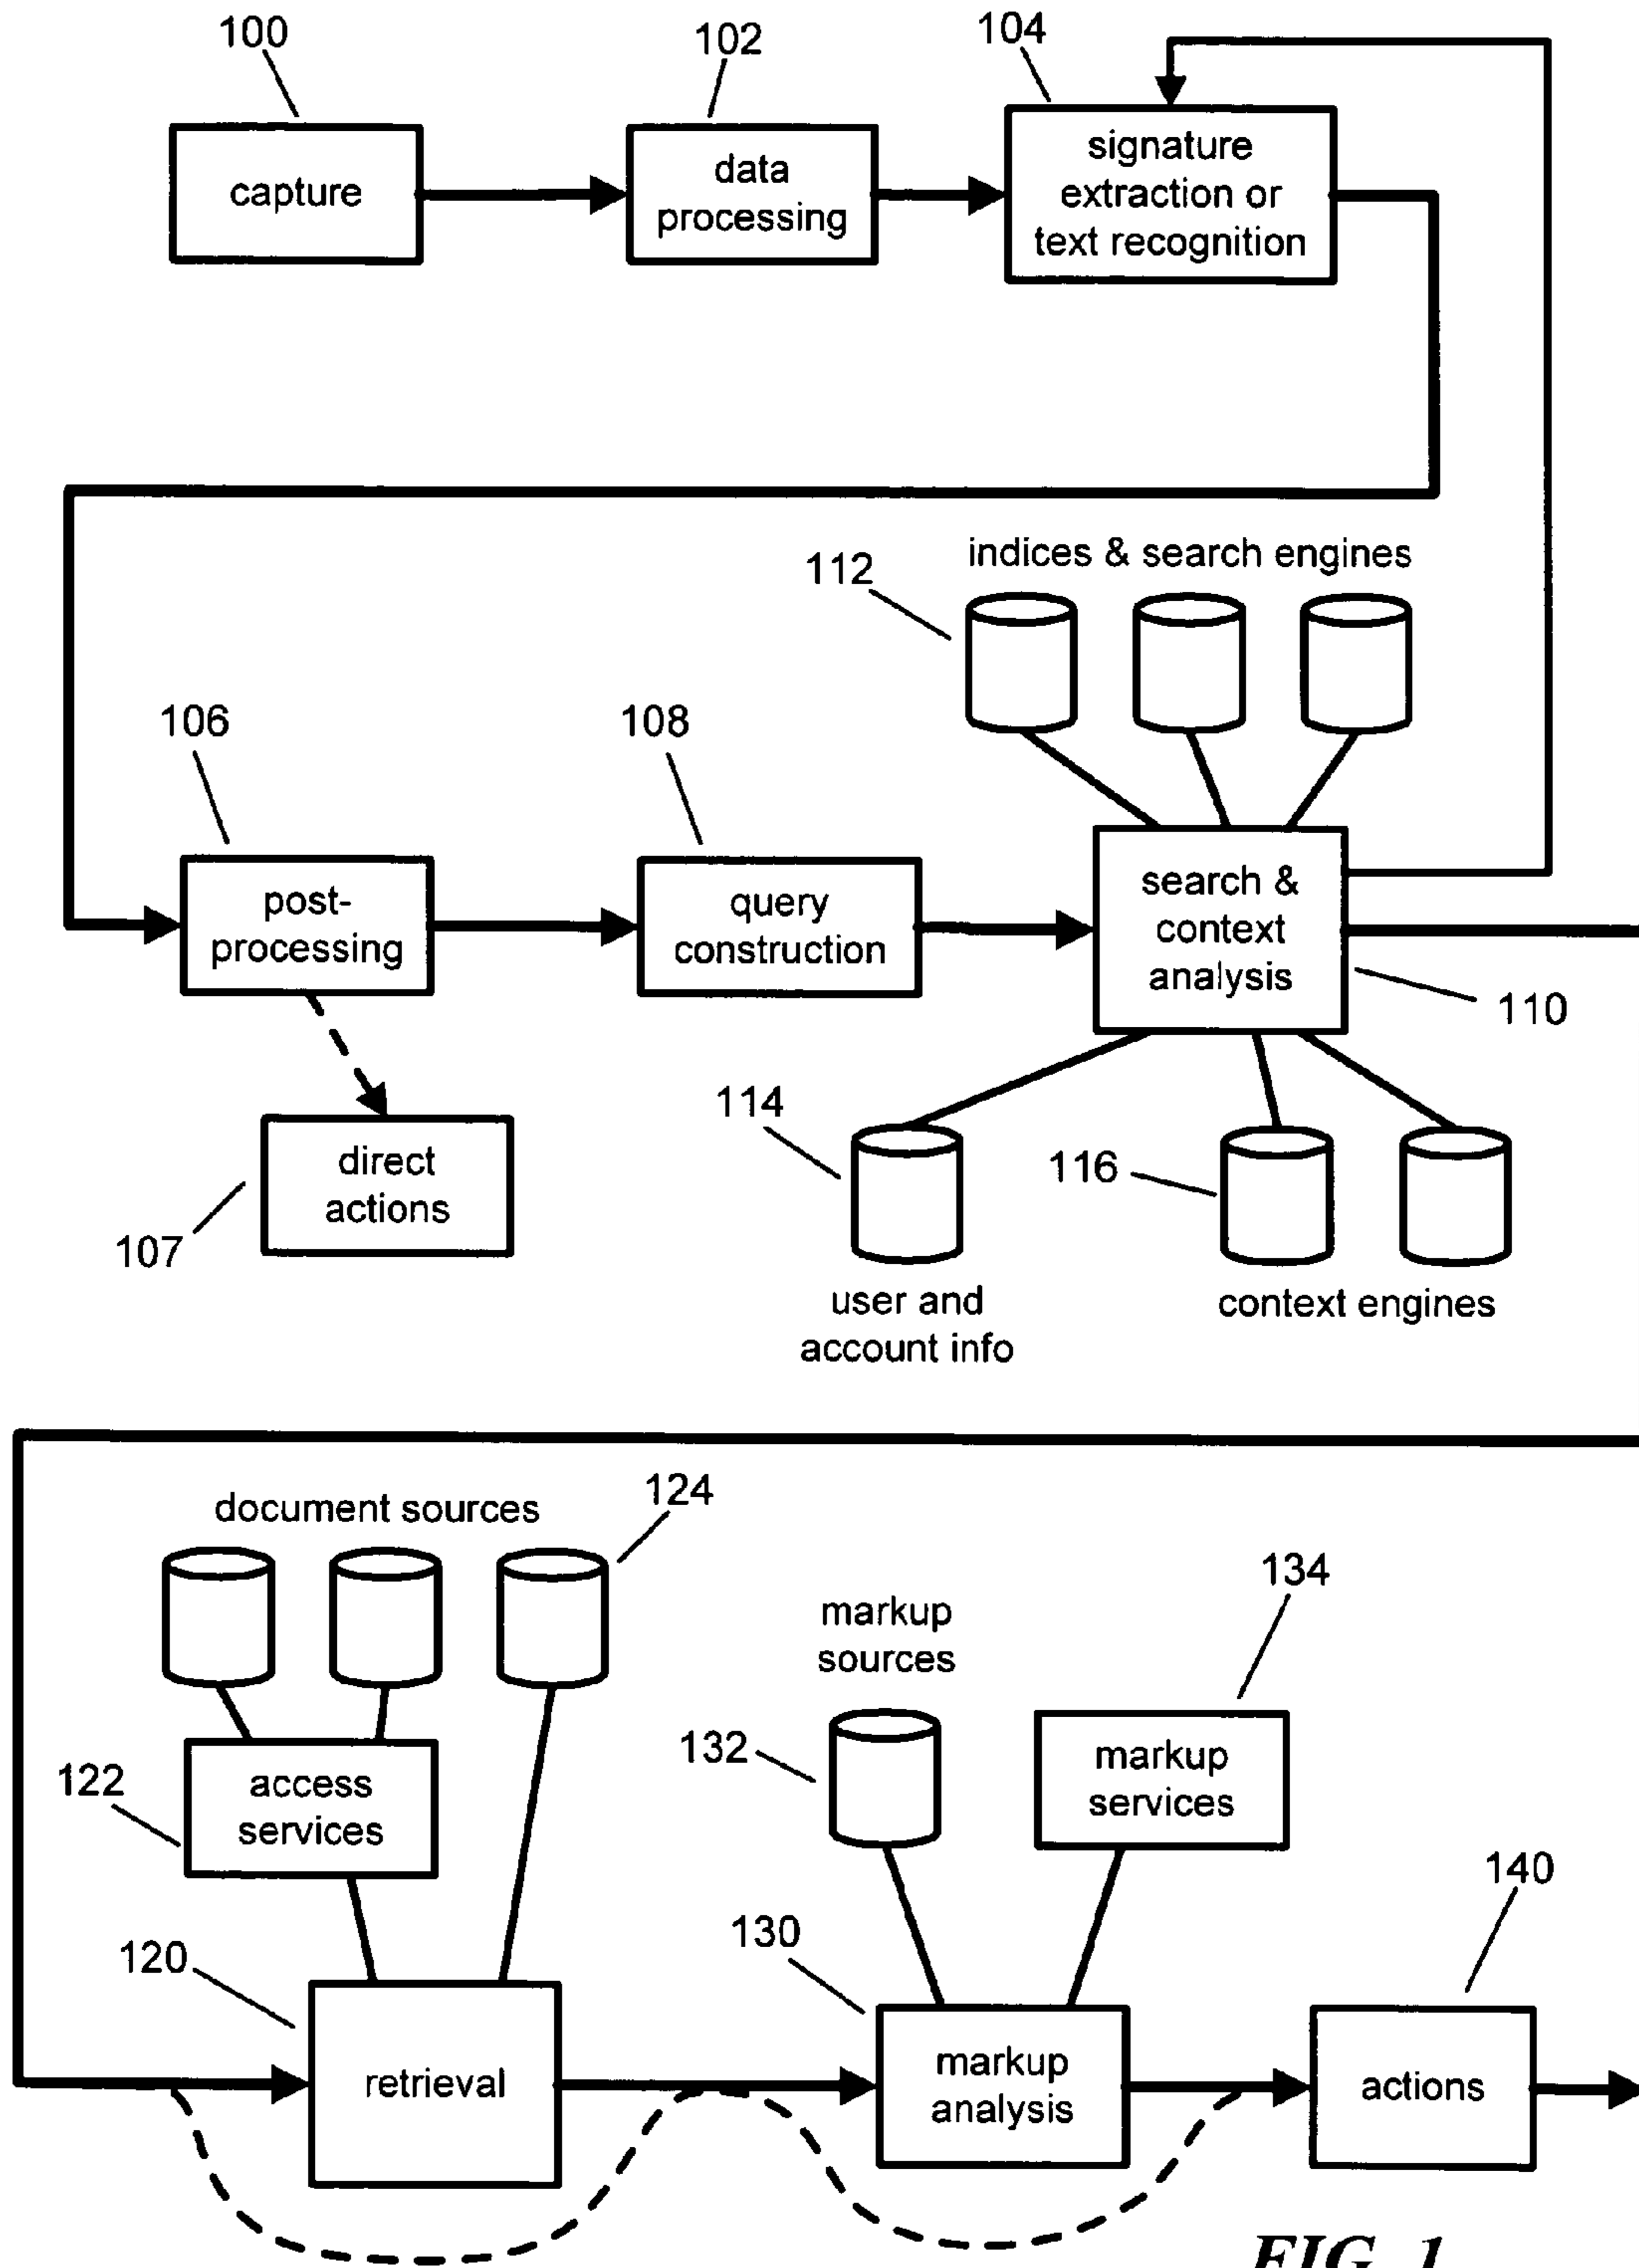 100
102
104
capture
data
processing
signature
extraction or
text recognition
indices & search engines
112
106
108
post-
processing
query
construction
search &
context
analysis
110
114
116
direct
actions
107
user and
account info
context engines
document sources
124
134
markup
sources
132
markup
services
122
access
services
140
130
120
retrieval
markup
analysis
actions
FIG. 1